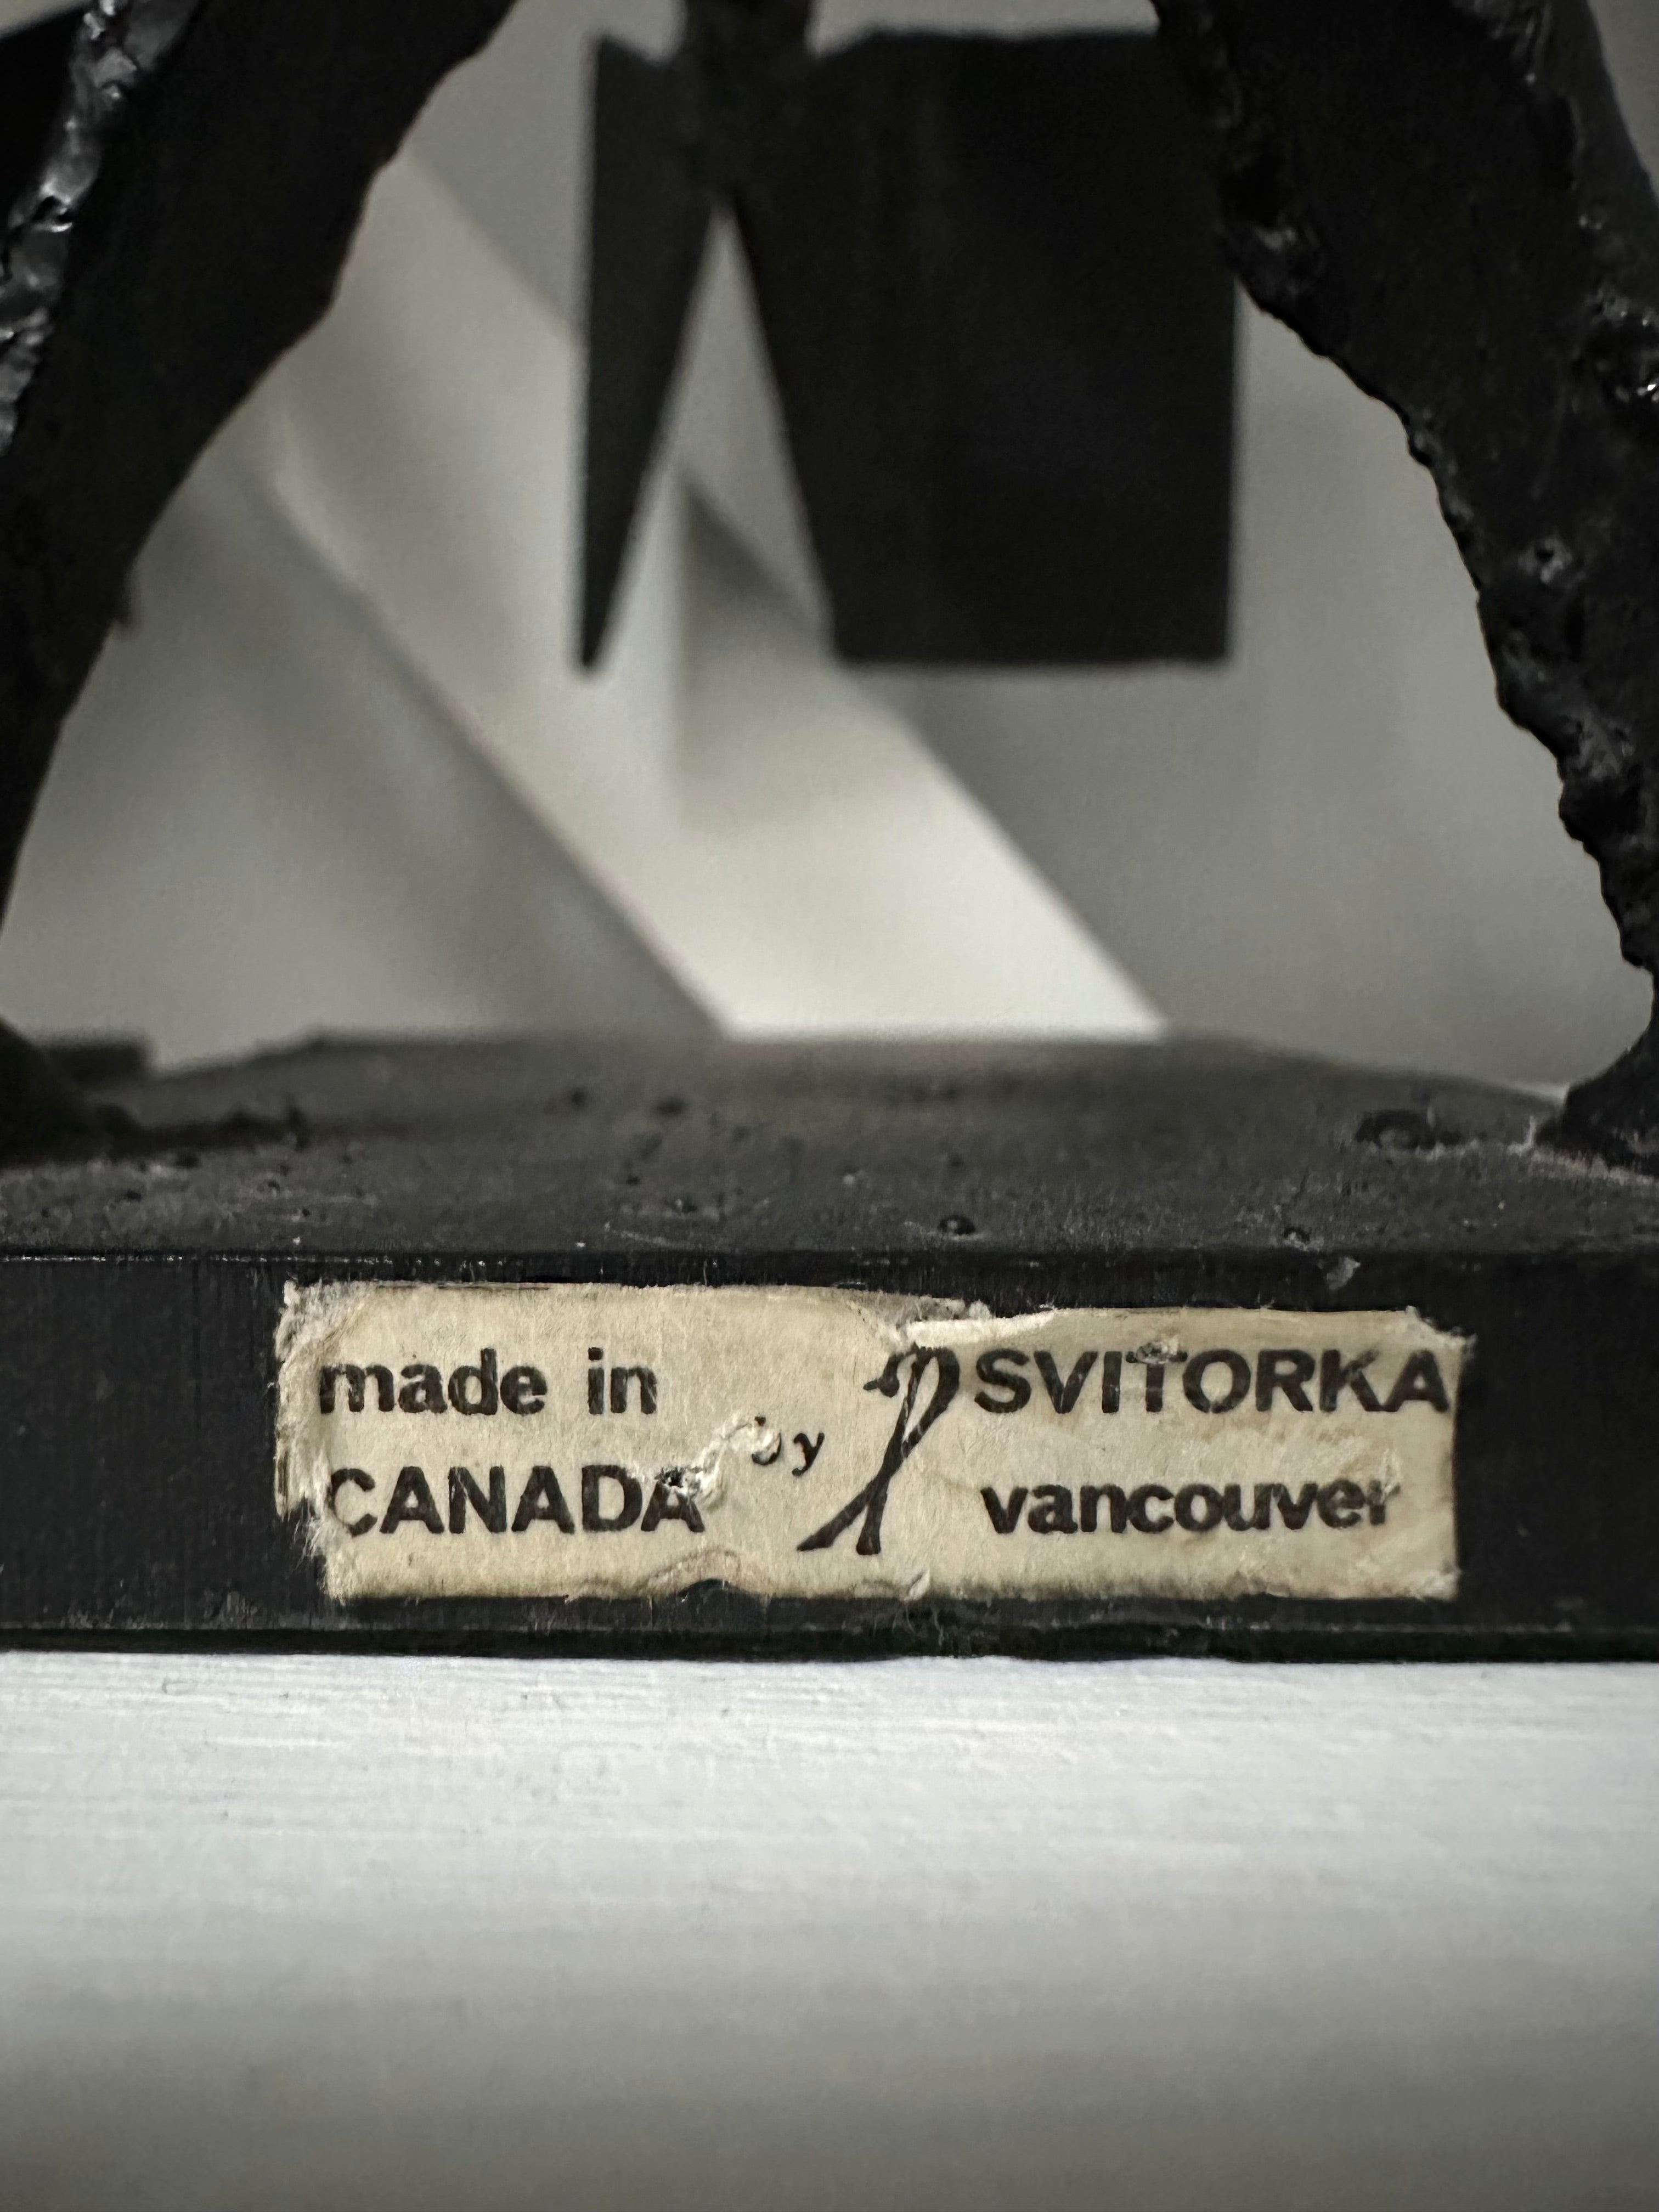 made in
CANADA
by
SVITORKA
vancouver